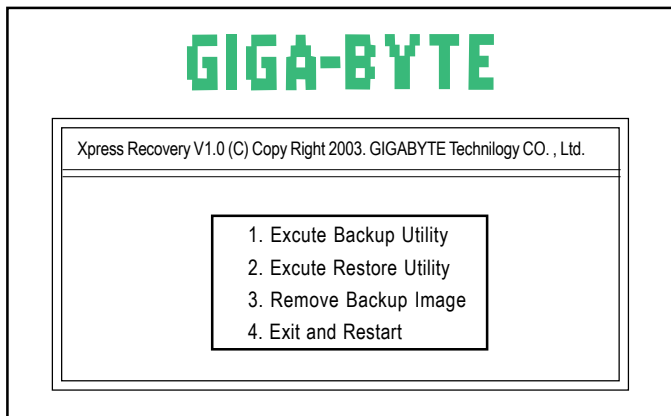 GIGA-BYTE
Xpress Recovery V1.0 (C) Copy Right 2003. GIGABYTE Technilogy CO. , Ltd.
1. Excute Backup Utility
2. Excute Restore Utility
3. Remove Backup Image
4. Exit and Restart